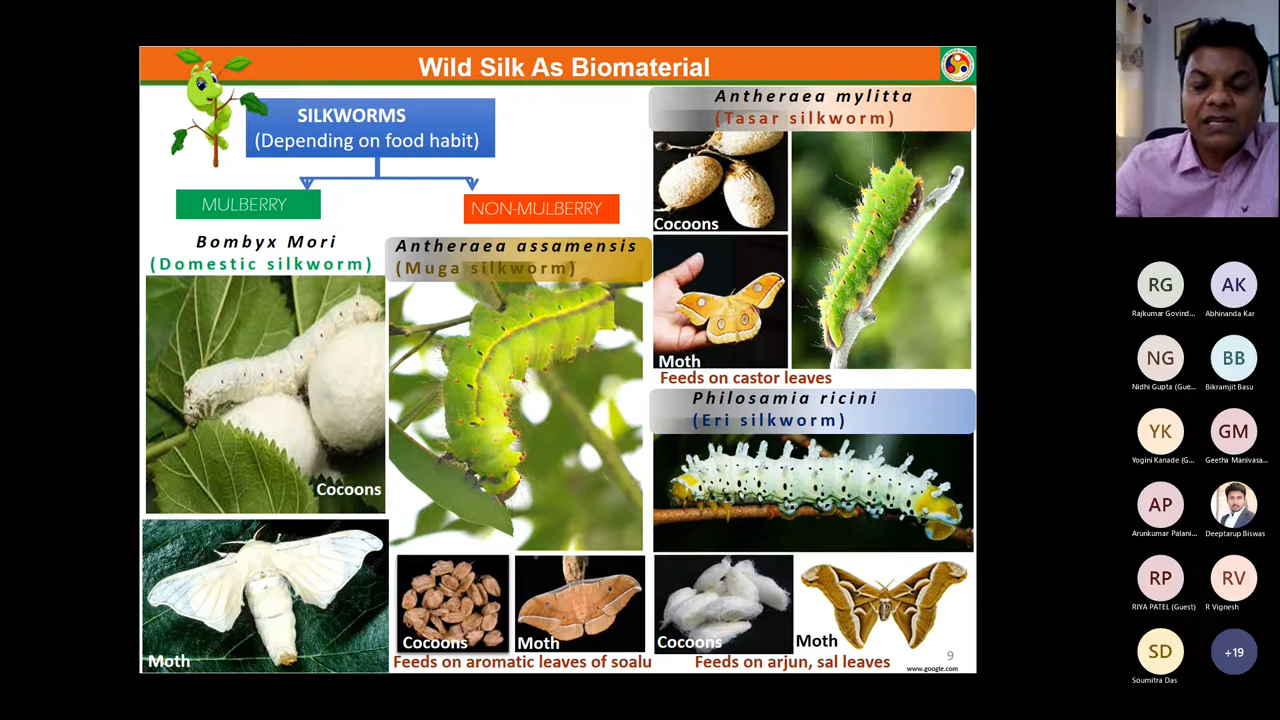 Wild Silk As Biomaterial
SILKWORMS
(Depending on food habit)
MULBERRY
NON-MULBERRY
Bombyx Mori
(Domestic silkworm)
Cocoons
Moth
Antheraea assamensis
(Muga silkworm)
Cocoons
Moth
Feeds on aromatic leaves of soalu
Antheraea mylitta
(Tasar silkworm)
Cocoons
Moth
Feeds on castor leaves
Philosamia ricini
(Eri silkworm)
Cocoons
Moth
Feeds on arjun, sal leaves
9
www.google.com
RG
Rajkumar Govind...
AK
Abhinanda Kar
NG
Nidhi Gupta (Gue...
BB
Bikramjit Basu
YK
Yogini Kanade (G...
GM
Geetha Manivasa...
AP
Arunkumar Palani...
Deeptarup Biswas
RP
RIYA PATEL (Guest)
RV
R Vignesh
SD
Soumitra Das
+19